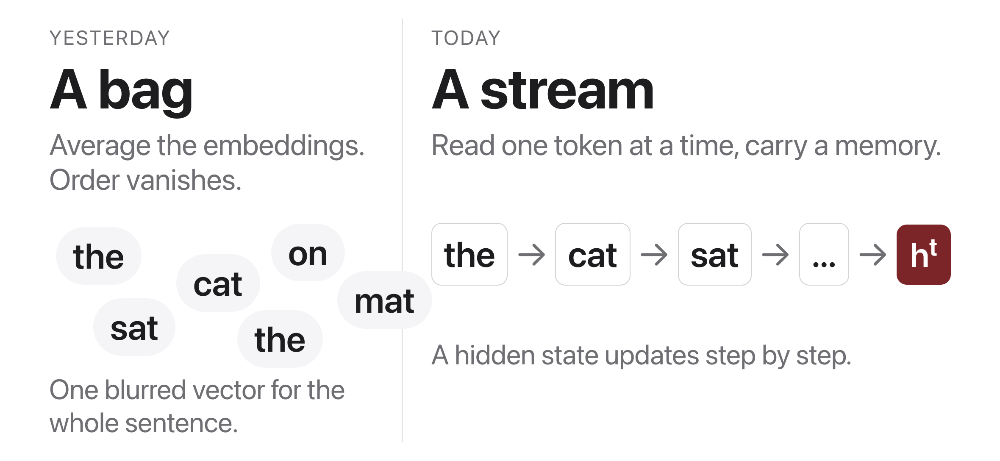 YESTERDAY
A bag
Average the embeddings.
Order vanishes.
the
cat
on
mat
sat
the
One blurred vector for the
whole sentence.
TODAY
A stream
Read one token at a time, carry a memory.
the → cat → sat → ... → hᵗ
A hidden state updates step by step.